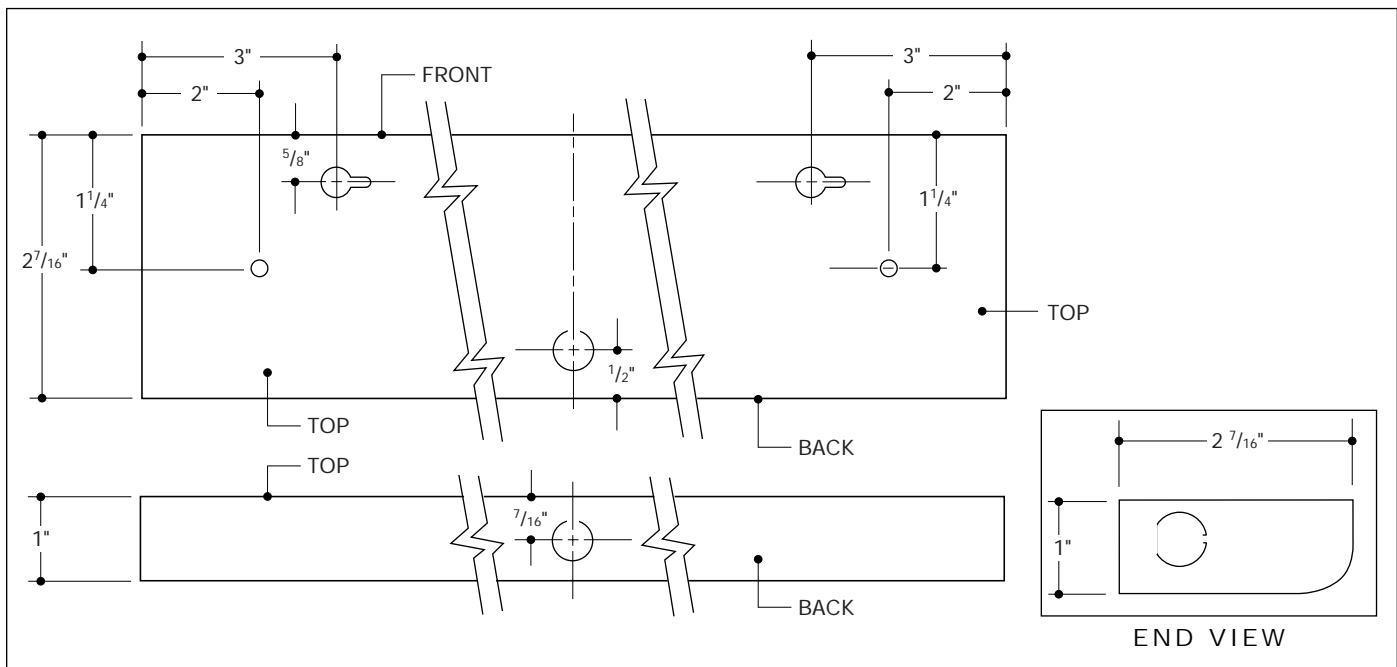 3"
3"
FRONT
2"
2"
5/8"
1 1/4"
1 1/4"
2 7/16"
TOP
1/2"
TOP
BACK
TOP
2 7/16"
7/16"
1"
1"
BACK
END VIEW